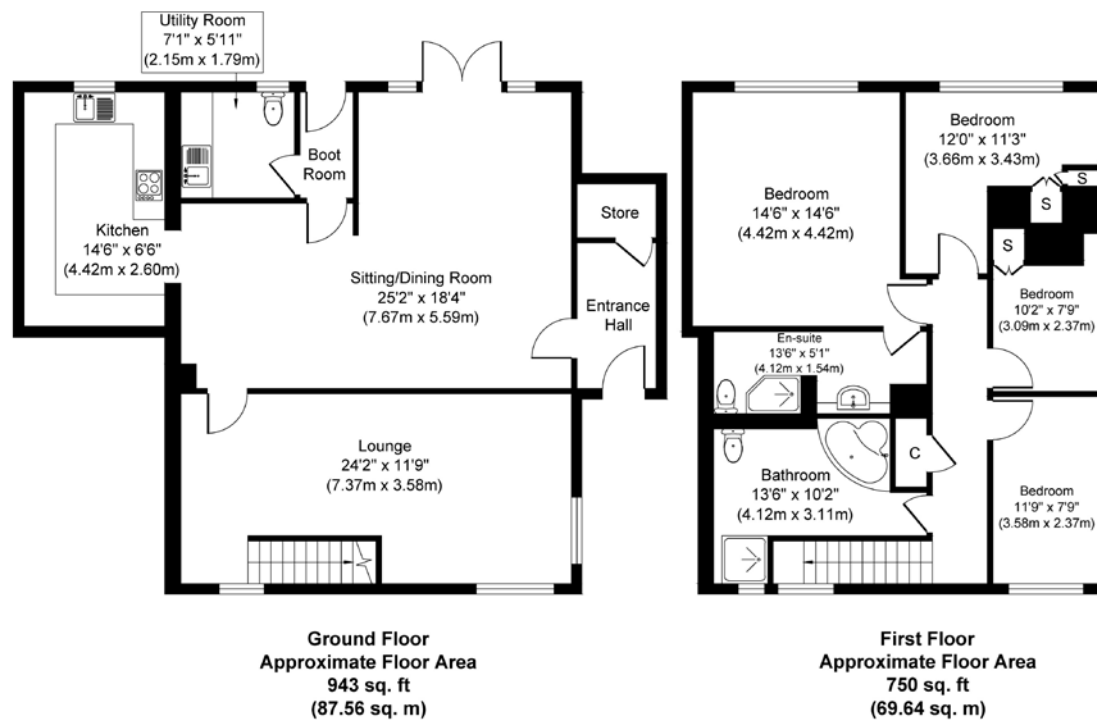 Utility Room
7'1" x 5'11"
(2.15m x 1.79m)
Boot
Room
Kitchen
14'6" x 6'6"
(4.42m x 2.60m)
Sitting/Dining Room
25'2" x 18'4"
(7.67m x 5.59m)
Store
Entrance
Hall
Lounge
24'2" x 11'9"
(7.37m x 3.58m)
Ground Floor
Approximate Floor Area
943 sq. ft
(87.56 sq. m)
Bedroom
14'6" x 14'6"
(4.42m x 4.42m)
Bedroom
12'0" x 11'3"
(3.66m x 3.43m)
S
S
S
Bedroom
10'2" x 7'9"
(3.09m x 2.37m)
En-suite
13'6" x 5'1"
(4.12m x 1.54m)
C
Bathroom
13'6" x 10'2"
(4.12m x 3.11m)
Bedroom
11'9" x 7'9"
(3.58m x 2.37m)
First Floor
Approximate Floor Area
750 sq. ft
(69.64 sq. m)